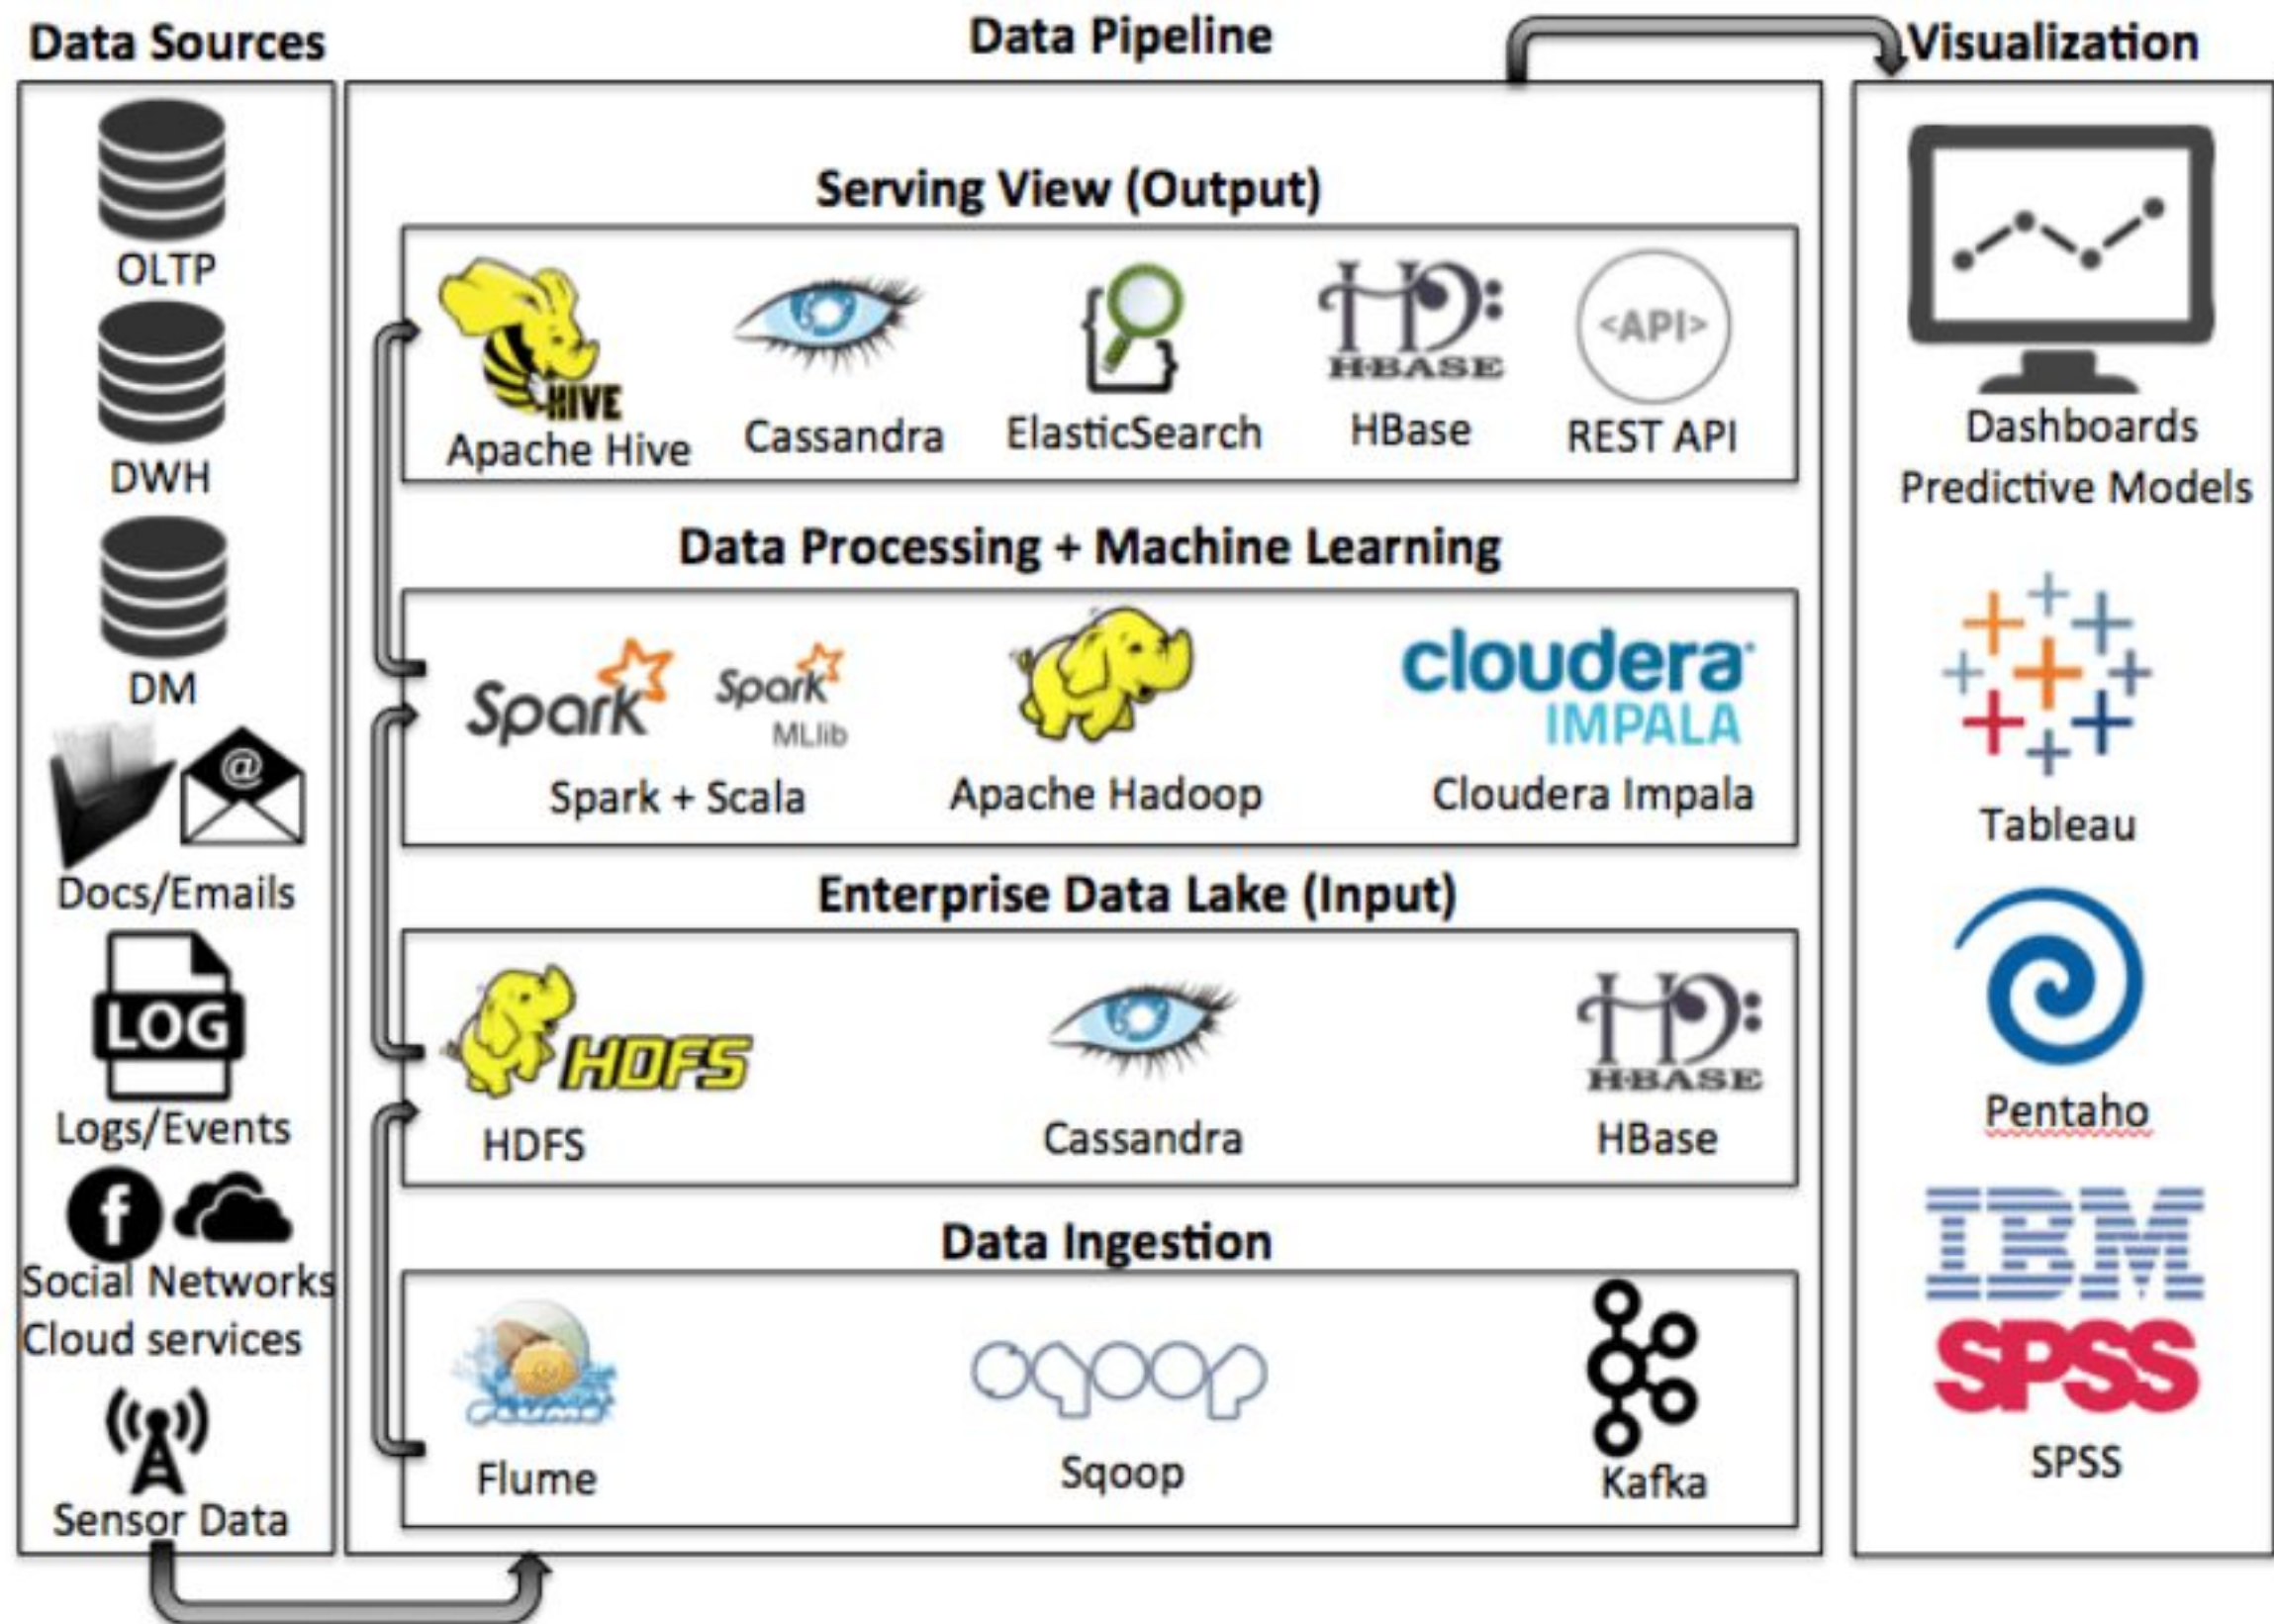 Data Sources
OLTP
DWH
DM
@
Docs/Emails
LOG
Logs/Events
f
Social Networks
Cloud services
Sensor Data
Data Pipeline
Serving View (Output)
HIVE
Apache Hive
Cassandra
ElasticSearch
HBASE
HBase
<API>
REST API
Data Processing + Machine Learning
Spark
Spark
MLlib
Spark + Scala
Apache Hadoop
cloudera
IMPALA
Cloudera Impala
Enterprise Data Lake (Input)
HDFS
HDFS
Cassandra
HBASE
HBase
Data Ingestion
flume
Flume
sqoop
Sqoop
Kafka
Visualization
Dashboards
Predictive Models
Tableau
Pentaho
IBM
SPSS
SPSS